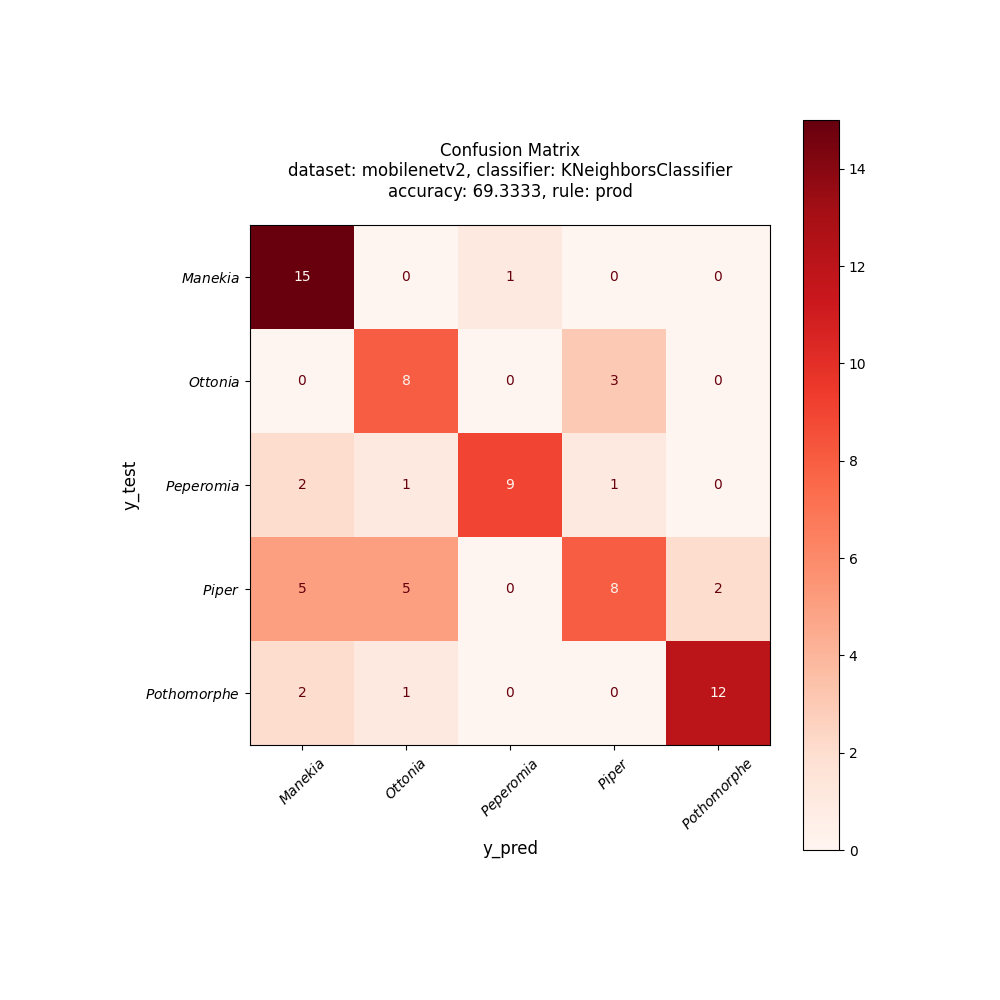 Confusion Matrix
dataset: mobilenetv2, classifier: KNeighborsClassifier
accuracy: 69.3333, rule: prod
y_test
Manekia 15 0 1 0 0
Ottonia 0 8 0 3 0
Peperomia 2 1 9 1 0
Piper 5 5 0 8 2
Pothomorphe 2 1 0 0 12
Manekia Ottonia Peperomia Piper Pothomorphe
y_pred
14
12
10
8
6
4
2
0